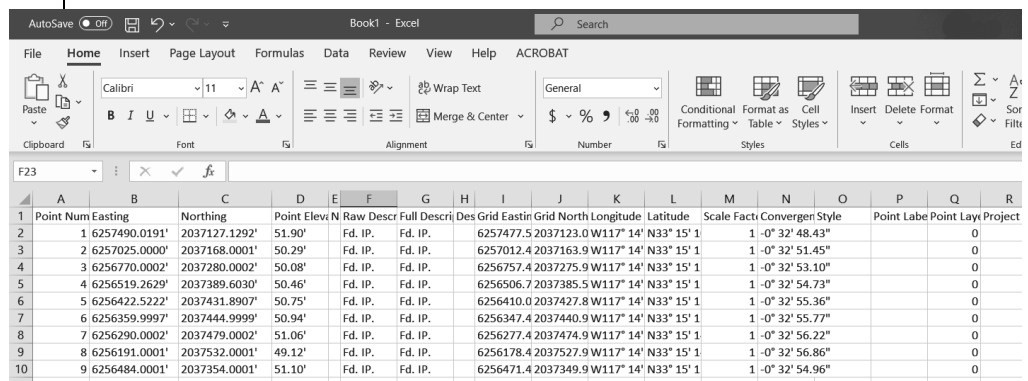 AutoSave Off Book1 - Excel Search
File Home Insert Page Layout Formulas Data Review View Help ACROBAT
Calibri 11 Wrap Text General
Paste Merge & Center Conditional Formatting Format as Table Cell Styles Insert Delete Format
Clipboard Font Alignment Number Styles Cells
F23 fx
A B C D E F G H I J K L M N O P Q R
1 Point Num Easting Northing Point Eleva N Raw Descr Full Descri Des Grid Eastin Grid North Longitude Latitude Scale Fact Convergen Style Point Labe Point Laye Project
2 1 6257490.0191' 2037127.1292' 51.90' Fd. IP. Fd. IP. 6257477.5 2037123.0 W117° 14' N33° 15' 1 1 -0° 32' 48.43" 0
3 2 6257025.0000' 2037168.0001' 50.29' Fd. IP. Fd. IP. 6257012.4 2037163.9 W117° 14' N33° 15' 1 1 -0° 32' 51.45" 0
4 3 6256770.0002' 2037280.0002' 50.08' Fd. IP. Fd. IP. 6256757.4 2037275.9 W117° 14' N33° 15' 1 1 -0° 32' 53.10" 0
5 4 6256519.2629' 2037389.6030' 50.46' Fd. IP. Fd. IP. 6256506.7 2037385.5 W117° 14' N33° 15' 1 1 -0° 32' 54.73" 0
6 5 6256422.5222' 2037431.8907' 50.75' Fd. IP. Fd. IP. 6256410.0 2037427.8 W117° 14' N33° 15' 1 1 -0° 32' 55.36" 0
7 6 6256359.9997' 2037444.9999' 50.94' Fd. IP. Fd. IP. 6256347.4 2037440.9 W117° 14' N33° 15' 1 1 -0° 32' 55.77" 0
8 7 6256290.0002' 2037479.0002' 51.06' Fd. IP. Fd. IP. 6256277.4 2037474.9 W117° 14' N33° 15' 1 1 -0° 32' 56.22" 0
9 8 6256191.0001' 2037532.0001' 49.12' Fd. IP. Fd. IP. 6256178.4 2037527.9 W117° 14' N33° 15' 1 1 -0° 32' 56.86" 0
10 9 6256484.0001' 2037354.0001' 51.10' Fd. IP. Fd. IP. 6256471.4 2037349.9 W117° 14' N33° 15' 1 1 -0° 32' 54.96" 0